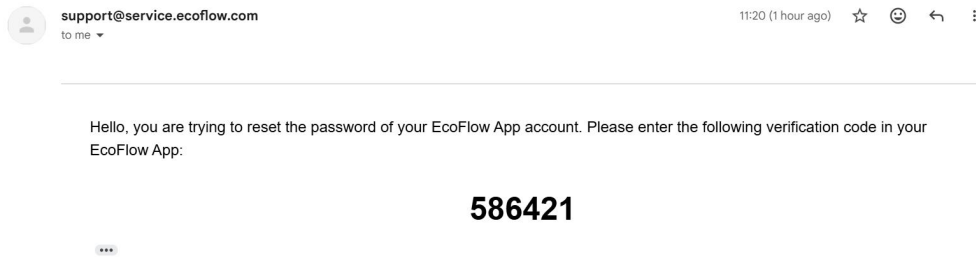 support@service.ecoflow.com
11:20 (1 hour ago)
to me
Hello, you are trying to reset the password of your EcoFlow App account. Please enter the following verification code in your
EcoFlow App:
586421